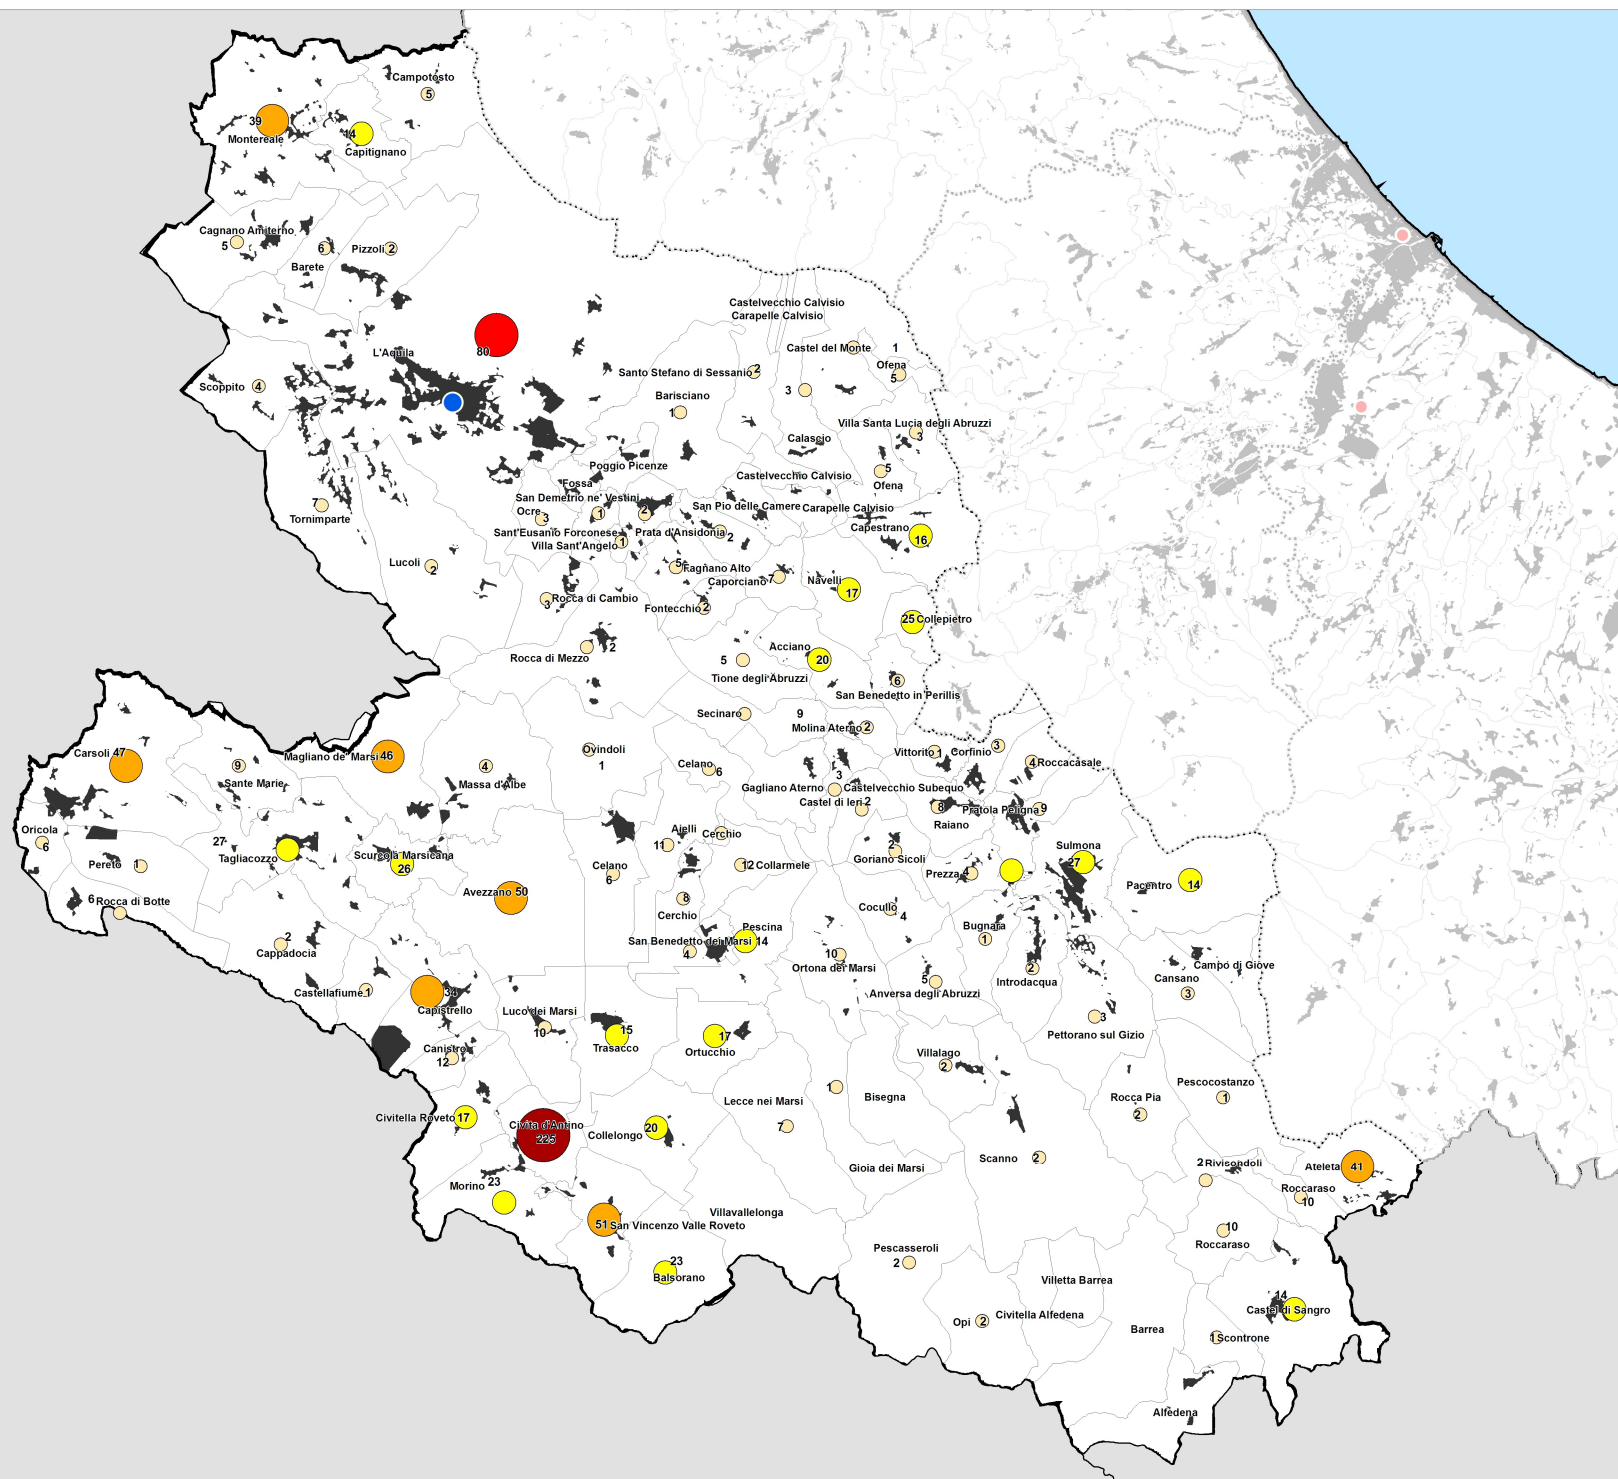 Campotosto
5
39
Montereale
14
Capitignano
Cagnano Amiterno
5
6
Barete
Pizzoli 2
Castelvecchio Calvisio
Carapelle Calvisio
80
L'Aquila
Castel del Monte
1
Ofena
5
Scoppito 4
Santo Stefano di Sessanio 2
3
Barisciano
1
Villa Santa Lucia degli Abruzzi
3
Calascio
Poggio Picenze
Castelvecchio Calvisio
5
Ofena
Fossa
San Demetrio ne' Vestini
7
Tornimparte
Ocre 3
1
2
San Pio delle Camere
Carapelle Calvisio
Capestrano
16
Sant'Eusanio Forconese
Prata d'Ansidonia
2
Villa Sant'Angelo 1
Lucoli
2
5
Fagnano Alto
Caporciano 7
Navelli
17
3
Rocca di Cambio
Fontecchio 2
25 Collepietro
Rocca di Mezzo
2
Acciano
20
5
Tione degli Abruzzi
6
San Benedetto in Perillis
Secinaro
9
Molina Aterno 2
Carsoli 47
Magliano de' Marsi 46
9
Sante Marie
4
Massa d'Albe
Ovindoli
1
Celano
6
Vittorito 1
Corfinio
3
4 Roccacasale
3
Gagliano Aterno
Castelvecchio Subequo
Castel di Ieri 2
8
Raiano
Pratola Peligna 9
Oricola
6
27
Tagliacozzo
Scurcola Marsicana
26
Aielli
11
Cerchio
Pereto 1
Celano
6
12 Collarmele
2
Goriano Sicoli
Prezza 4
Sulmona
27
Pacentro
14
6 Rocca di Botte
Avezzano 50
8
Cerchio
Cocullo
4
Bugnara
1
2
Cappadocia
Pescina
14
San Benedetto dei Marsi
4
10
Ortona dei Marsi
2
Introdacqua
Campo di Giove
Cansano
3
Castellafiume 1
34
Capistrello
5
Anversa degli Abruzzi
Luco dei Marsi
10
15
Trasacco
17
Ortucchio
3
Pettorano sul Gizio
Canistro
12
Villalago
2
Pescocostanzo
1
1
Bisegna
Lecce nei Marsi
7
Rocca Pia
2
Civitella Roveto 17
Civita d'Antino
225
20
Collelongo
Gioia dei Marsi
Scanno 2
2 Rivisondoli
Ateleta 41
Morino 23
Roccaraso
10
51 San Vincenzo Valle Roveto
Villavallelonga
10
Roccaraso
23
Balsorano
Pescasseroli
2
Villetta Barrea
14
Castel di Sangro
Opi 2
Civitella Alfedena
Barrea
1 Scontrone
Alfedena